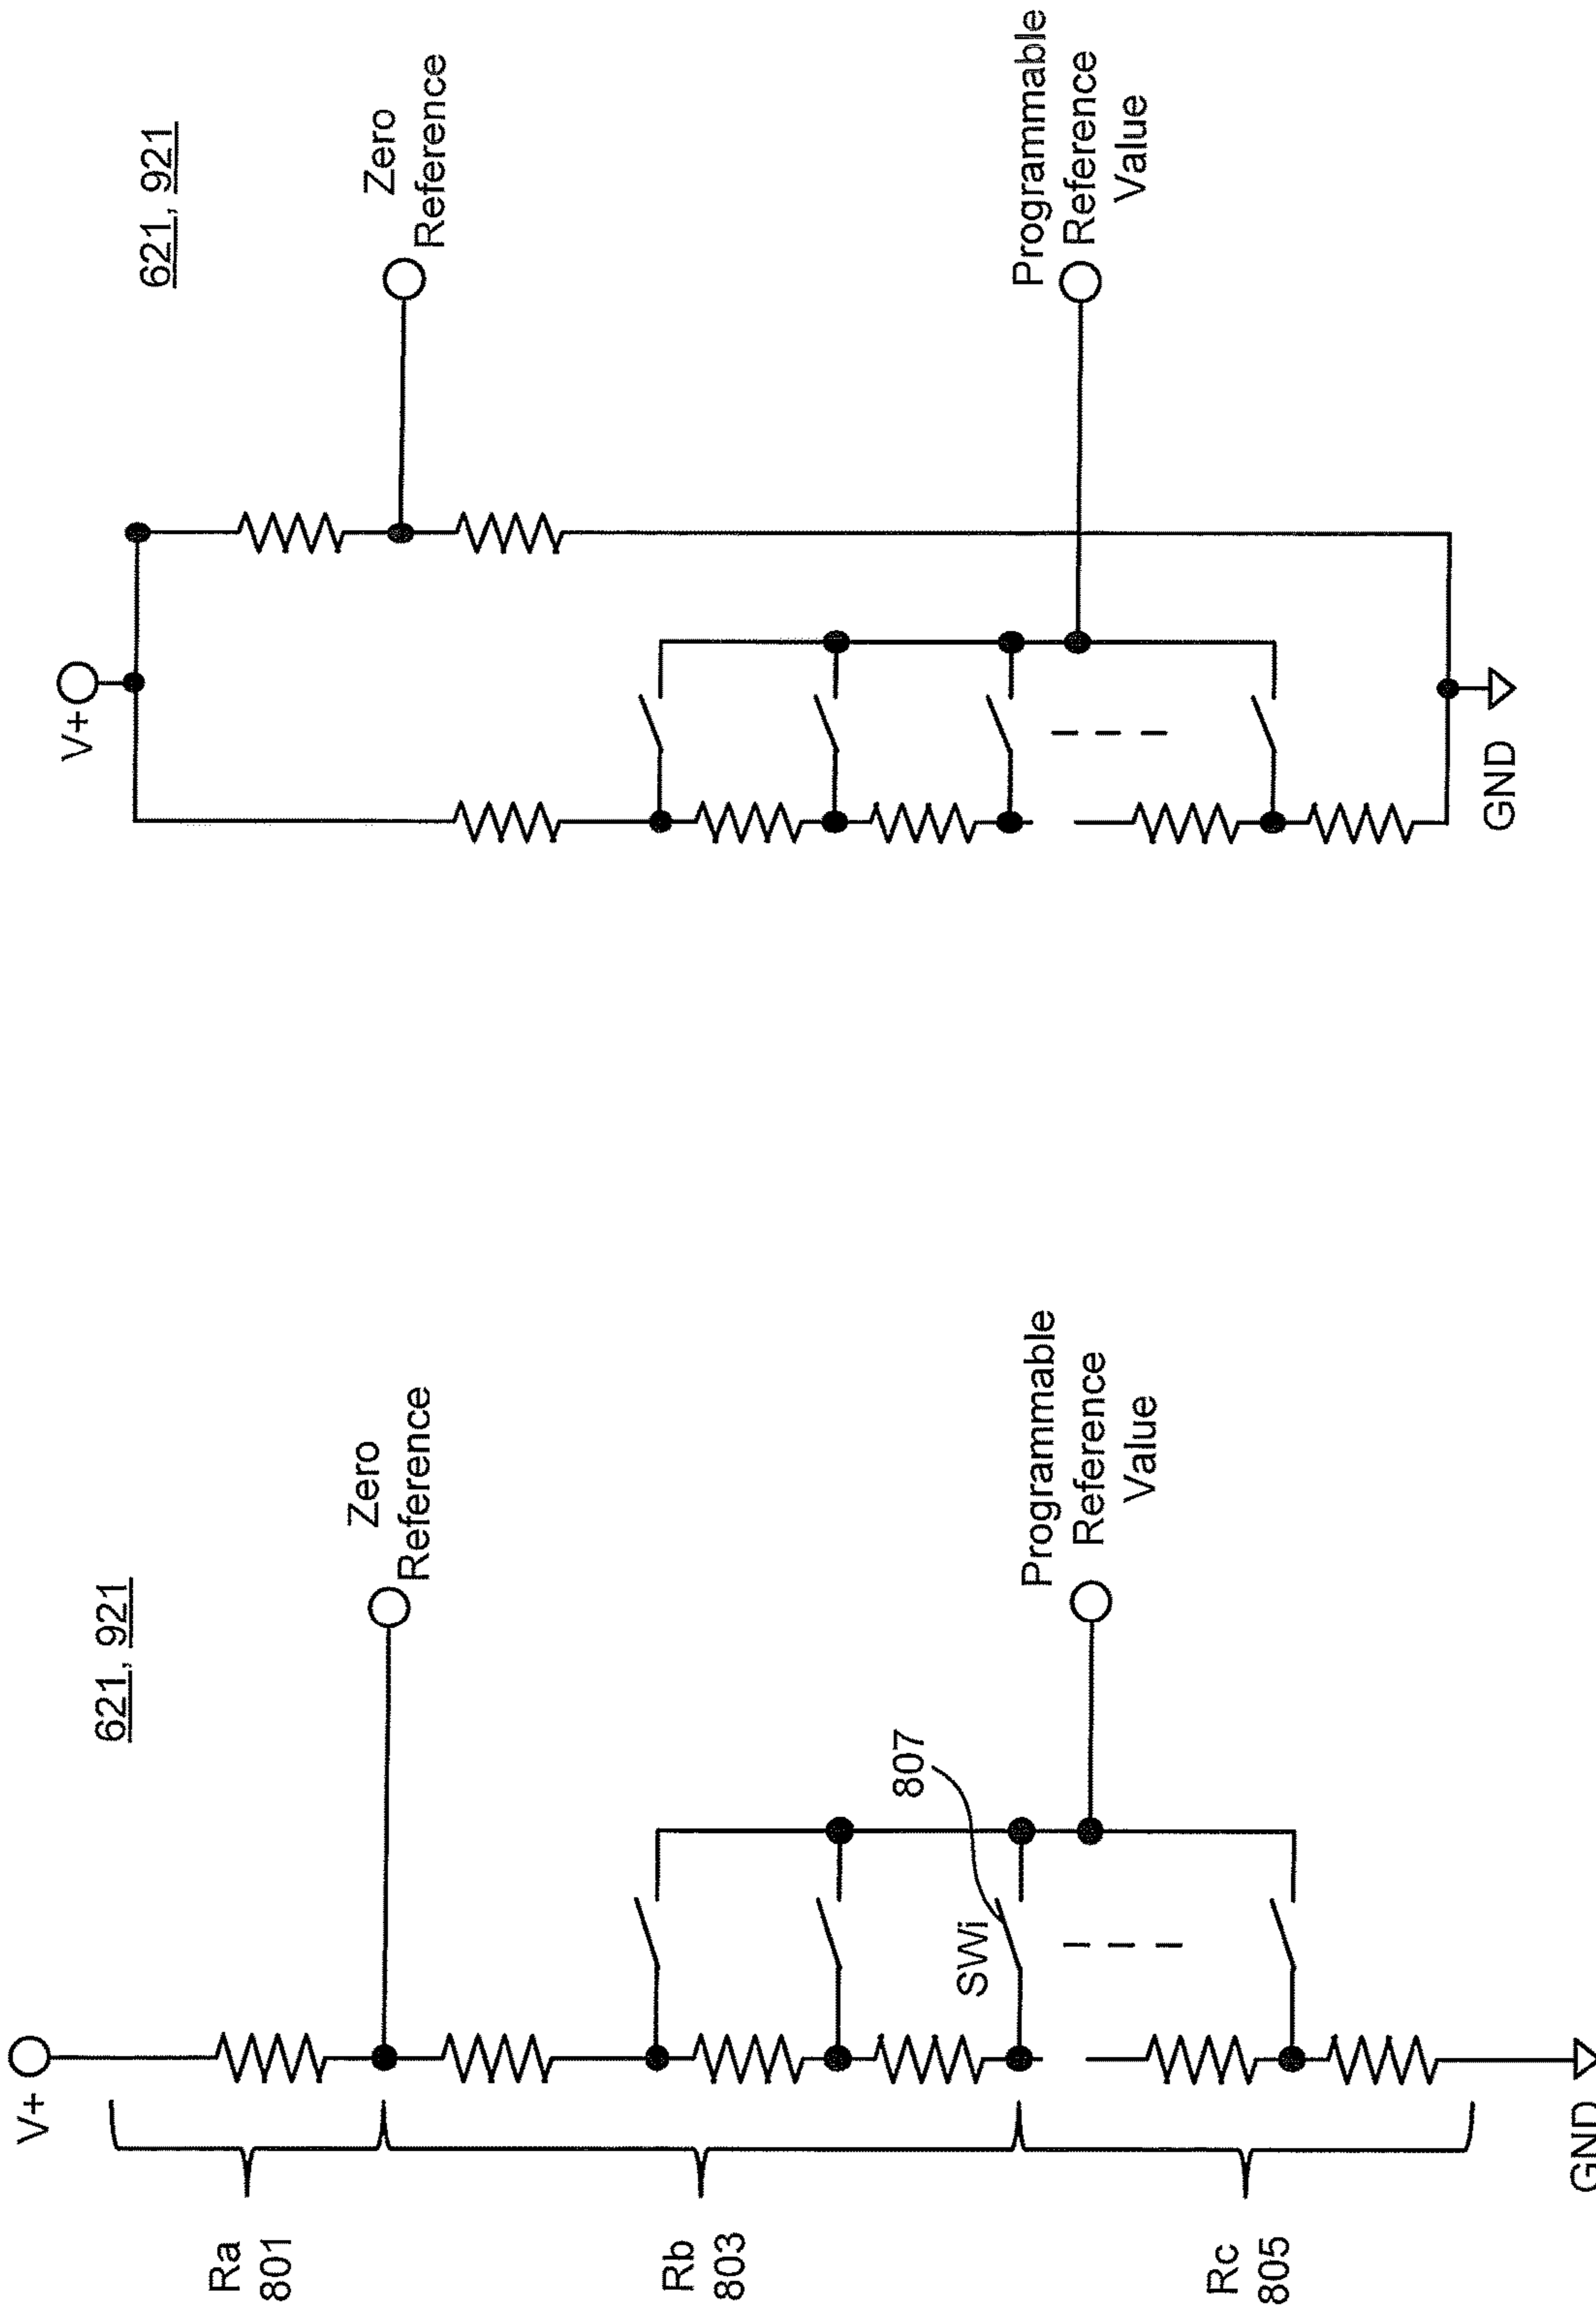 621, 921
V+
Zero
Reference
Ra
801
Rb
803
Rc
805
SWi
807
Programmable
Reference
Value
GND
621, 921
V+
Zero
Reference
Programmable
Reference
Value
GND